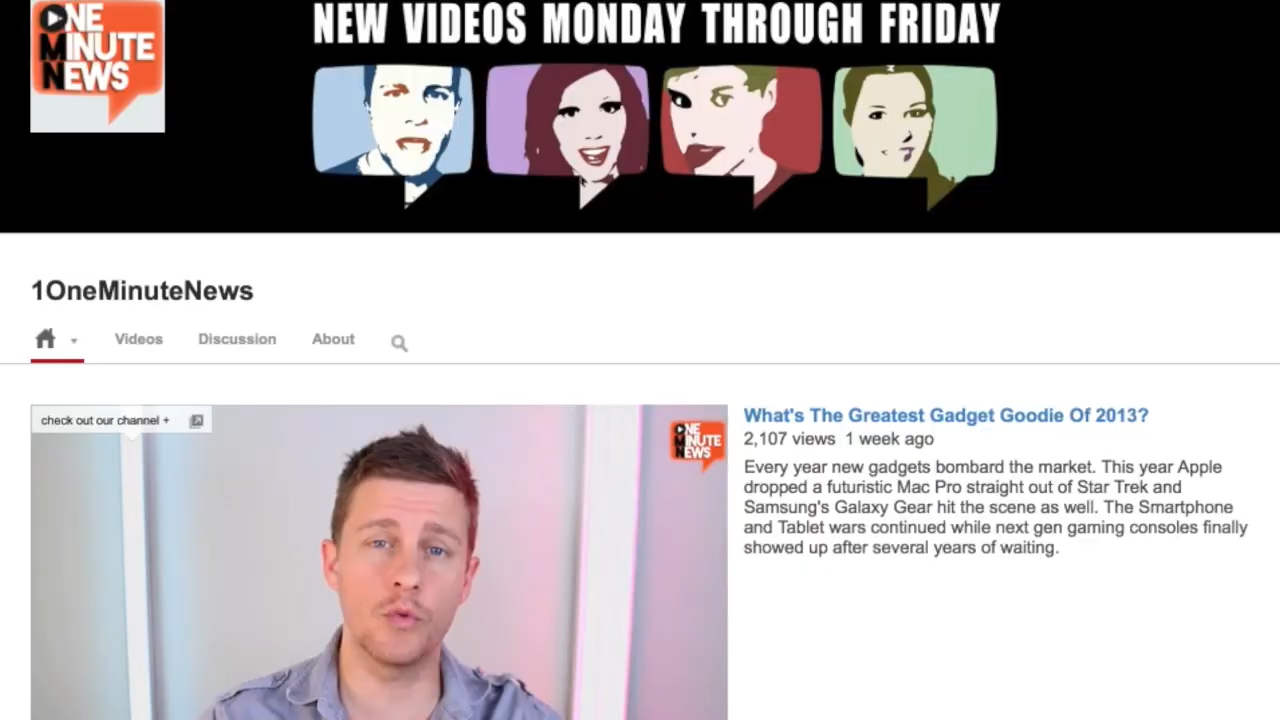 ONE
MINUTE
NEWS
NEW VIDEOS MONDAY THROUGH FRIDAY
1OneMinuteNews
Videos Discussion About
check out our channel +
ONE
MINUTE
NEWS
What's The Greatest Gadget Goodie Of 2013?
2,107 views 1 week ago
Every year new gadgets bombard the market. This year Apple
dropped a futuristic Mac Pro straight out of Star Trek and
Samsung's Galaxy Gear hit the scene as well. The Smartphone
and Tablet wars continued while next gen gaming consoles finally
showed up after several years of waiting.